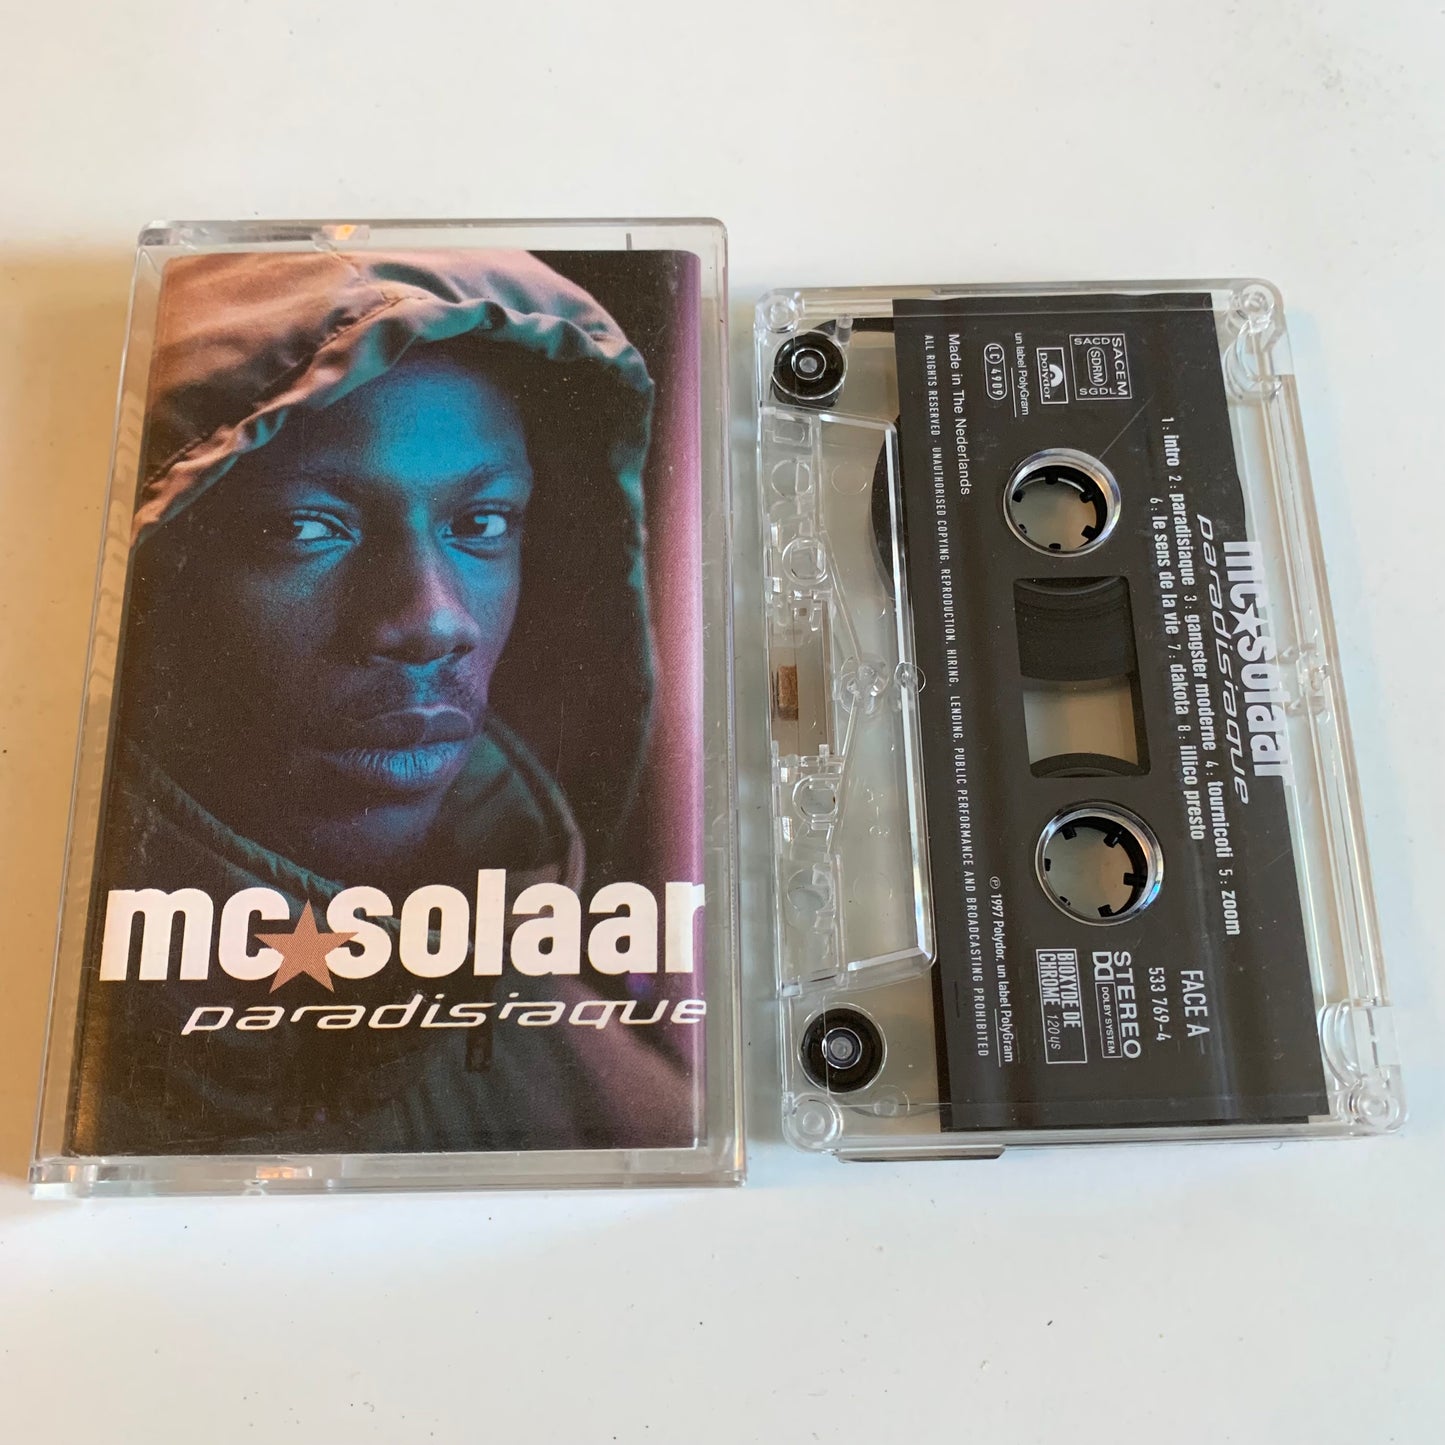 mc★solaar
paradisiaque
mc★solaar
paradisiaque
1 : intro 2 : paradisiaque 3 : gangster moderne 4 : tournicoti 5 : zoom
6 : le sens de la vie 7 : dakota 8 : illico presto
SACEM
SACD
SDRM
SGDL
polydor
un label PolyGram
LC 4909
Made in The Nederlands
ALL RIGHTS RESERVED · UNAUTHORISED COPYING, REPRODUCTION, HIRING, LENDING, PUBLIC PERFORMANCE AND BROADCASTING PROHIBITED
℗ 1997 Polydor, un label PolyGram
FACE A
533 769-4
STEREO
DOLBY SYSTEM
BIOXYDE DE
CHROME 120 μs